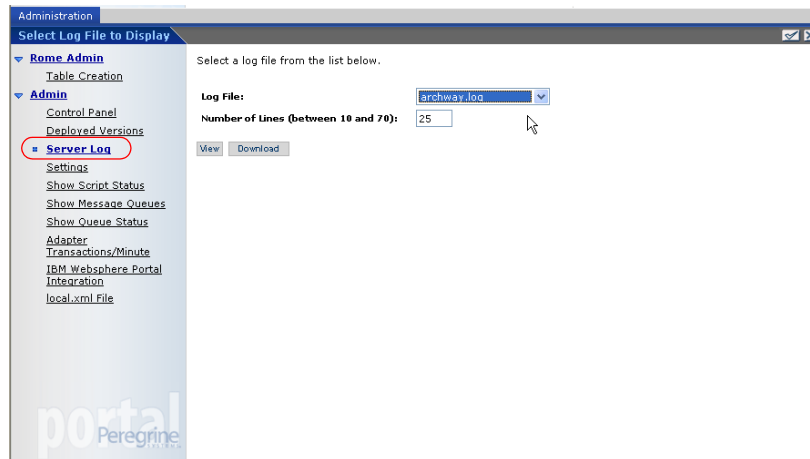 Administration
Select Log File to Display
Rome Admin
Table Creation
Admin
Control Panel
Deployed Versions
Server Log
Settings
Show Script Status
Show Message Queues
Show Queue Status
Adapter
Transactions/Minute
IBM Websphere Portal
Integration
local.xml File
Select a log file from the list below.
Log File: archway.log
Number of Lines (between 10 and 70): 25
View Download
portal
Peregrine